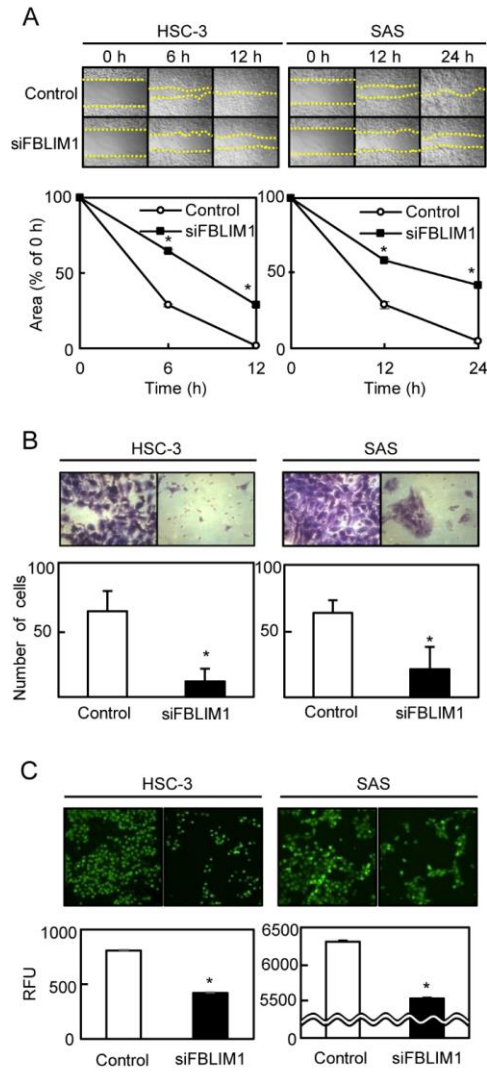 A
HSC-3 SAS
0 h 6 h 12 h 0 h 12 h 24 h
Control
siFBLIM1
Area (% of 0 h)
100
50
0
Control
siFBLIM1
*
*
0 6 12
Time (h)
100
50
0
Control
siFBLIM1
*
*
0 12 24
Time (h)
B
HSC-3 SAS
Number of cells
100
50
*
Control siFBLIM1
100
50
*
Control siFBLIM1
C
HSC-3 SAS
RFU
1000
500
0
*
Control siFBLIM1
6500
6000
5500
0
*
Control siFBLIM1